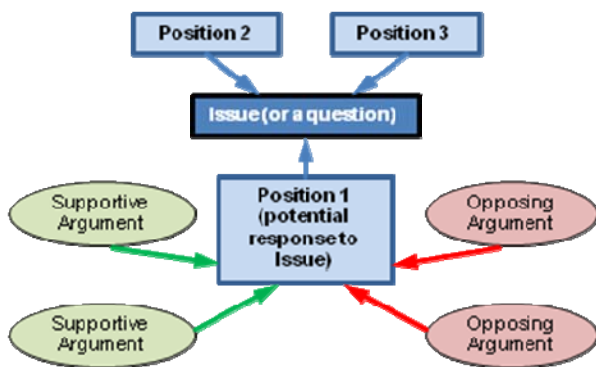 Position 2
Position 3
Issue (or a question)
Position 1
(potential
response to
Issue)
Supportive
Argument
Opposing
Argument
Supportive
Argument
Opposing
Argument